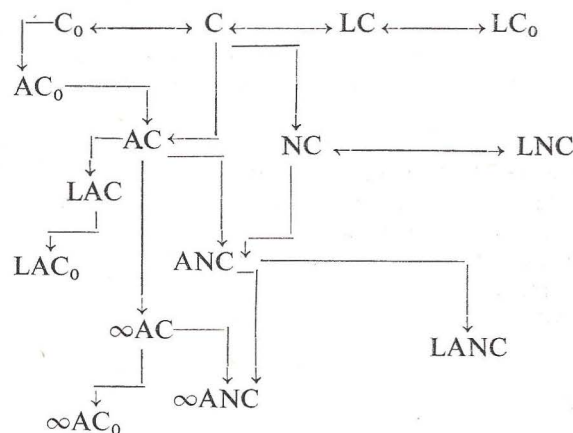 C₀ C LC LC₀
AC₀
AC NC LNC
LAC
LAC₀ ANC
∞AC LANC
∞AC₀ ∞ANC